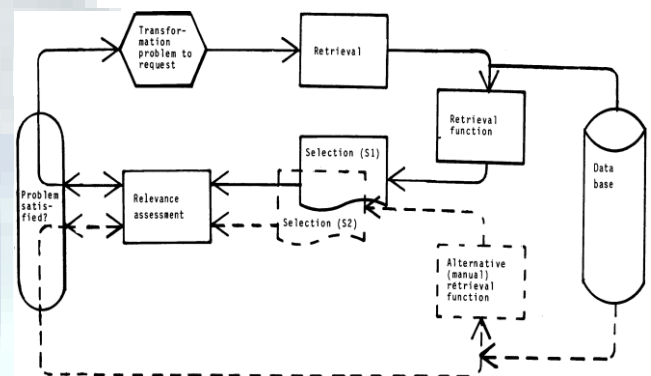 Transfor-
mation
problem to
request
Retrieval
Retrieval
function
Data
base
Selection (S1)
Problem
satis-
fied?
Relevance
assessment
Selection (S2)
Alternative
(manual)
retrieval
function